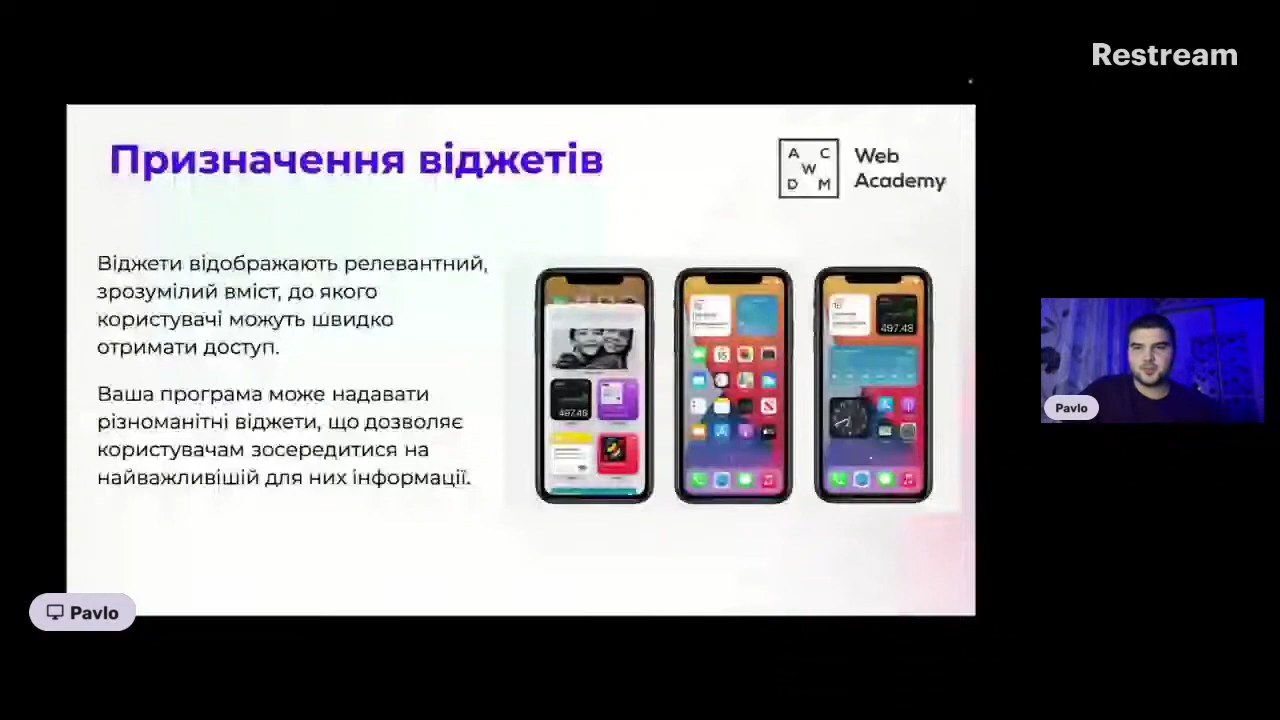 Restream
Призначення віджетів
A C
W
D M
Web
Academy
Віджети відображають релевантний,
зрозумілий вміст, до якого
користувачі можуть швидко
отримати доступ.
Ваша програма може надавати
різноманітні віджети, що дозволяє
користувачам зосередитися на
найважливішій для них інформації.
497.48
497.48
Pavlo
Pavlo